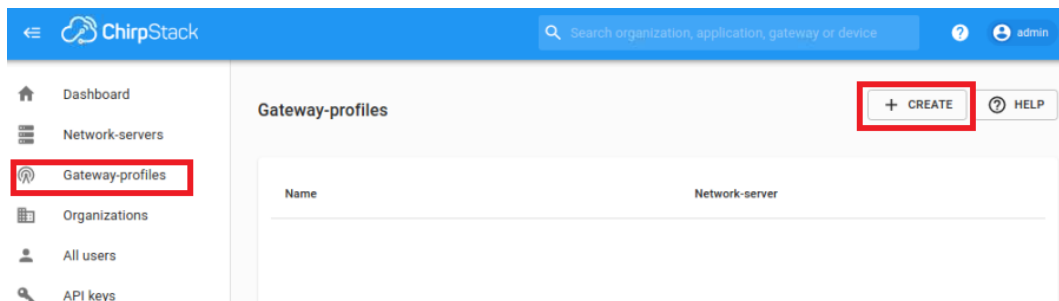 ChirpStack
Search organization, application, gateway or device
? admin
Dashboard
Network-servers
Gateway-profiles
Organizations
All users
API keys
Gateway-profiles
+ CREATE
? HELP
Name Network-server